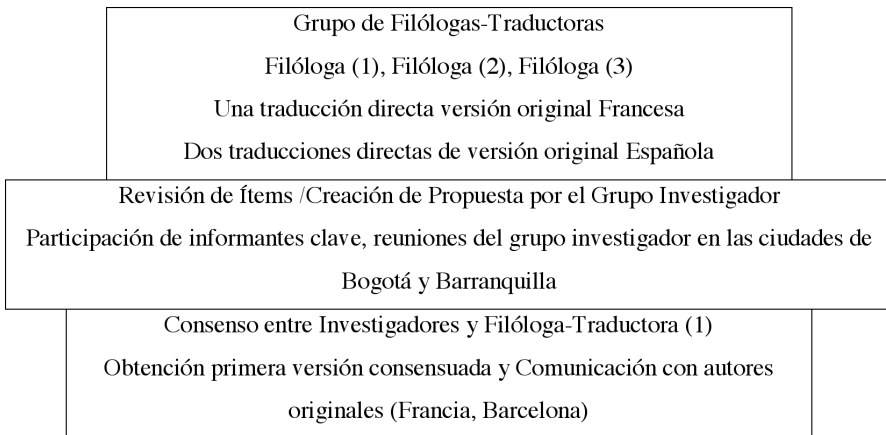 Grupo de Filólogas-Traductoras
Filóloga (1), Filóloga (2), Filóloga (3)
Una traducción directa versión original Francesa
Dos traducciones directas de versión original Española
Revisión de Ítems /Creación de Propuesta por el Grupo Investigador
Participación de informantes clave, reuniones del grupo investigador en las ciudades de
Bogotá y Barranquilla
Consenso entre Investigadores y Filóloga-Traductora (1)
Obtención primera versión consensuada y Comunicación con autores
originales (Francia, Barcelona)